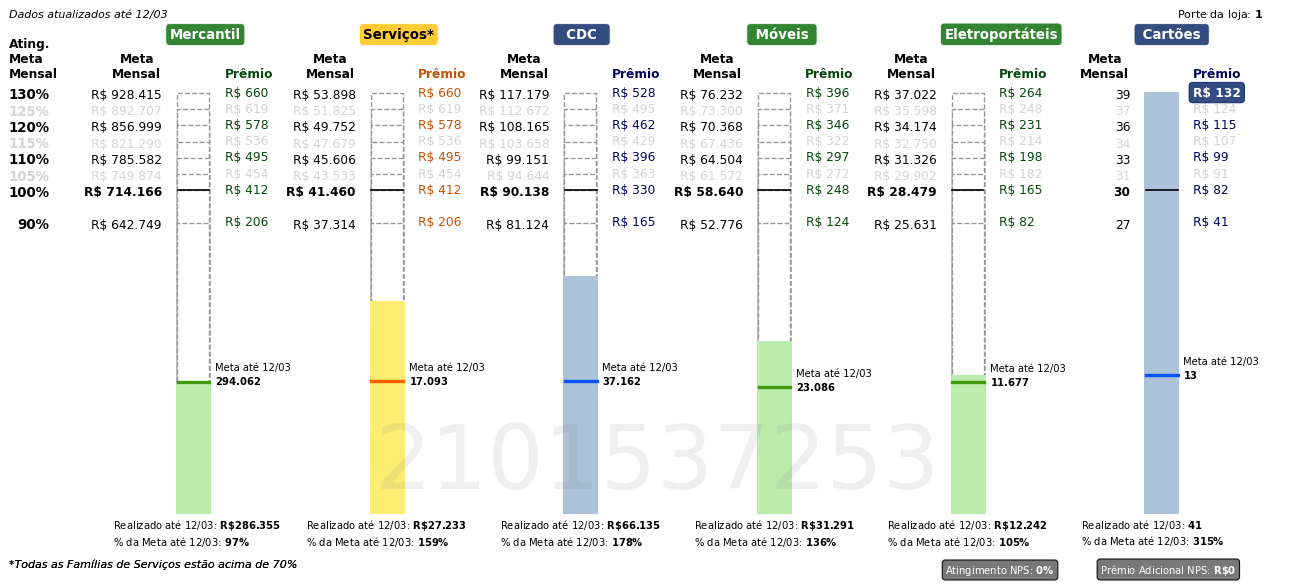 Dados atualizados até 12/03 Porte da loja: 1
Mercantil Serviços* CDC Móveis Eletroportáteis Cartões
Ating. Meta Mensal Meta Mensal Prêmio Meta Mensal Prêmio Meta Mensal Prêmio Meta Mensal Prêmio Meta Mensal Prêmio Meta Mensal Prêmio
130% R$ 928.415 R$ 660 R$ 53.898 R$ 660 R$ 117.179 R$ 528 R$ 76.232 R$ 396 R$ 37.022 R$ 264 39 R$ 132
125% R$ 892.707 R$ 619 R$ 51.825 R$ 619 R$ 112.672 R$ 495 R$ 73.300 R$ 371 R$ 35.598 R$ 248 37 R$ 124
120% R$ 856.999 R$ 578 R$ 49.752 R$ 578 R$ 108.165 R$ 462 R$ 70.368 R$ 346 R$ 34.174 R$ 231 36 R$ 115
115% R$ 821.290 R$ 536 R$ 47.679 R$ 536 R$ 103.658 R$ 429 R$ 67.436 R$ 322 R$ 32.750 R$ 214 34 R$ 107
110% R$ 785.582 R$ 495 R$ 45.606 R$ 495 R$ 99.151 R$ 396 R$ 64.504 R$ 297 R$ 31.326 R$ 198 33 R$ 99
105% R$ 749.874 R$ 454 R$ 43.533 R$ 454 R$ 94.644 R$ 363 R$ 61.572 R$ 272 R$ 29.902 R$ 182 31 R$ 91
100% R$ 714.166 R$ 412 R$ 41.460 R$ 412 R$ 90.138 R$ 330 R$ 58.640 R$ 248 R$ 28.479 R$ 165 30 R$ 82
90% R$ 642.749 R$ 206 R$ 37.314 R$ 206 R$ 81.124 R$ 165 R$ 52.776 R$ 124 R$ 25.631 R$ 82 27 R$ 41
Meta até 12/03 Meta até 12/03 Meta até 12/03 Meta até 12/03 Meta até 12/03 Meta até 12/03
294.062 17.093 37.162 23.086 11.677 13
2101537253
Realizado até 12/03: R$286.355 Realizado até 12/03: R$27.233 Realizado até 12/03: R$66.135 Realizado até 12/03: R$31.291 Realizado até 12/03: R$12.242 Realizado até 12/03: 41
% da Meta até 12/03: 97% % da Meta até 12/03: 159% % da Meta até 12/03: 178% % da Meta até 12/03: 136% % da Meta até 12/03: 105% % da Meta até 12/03: 315%
*Todas as Famílias de Serviços estão acima de 70% Atingimento NPS: 0% Prêmio Adicional NPS: R$0